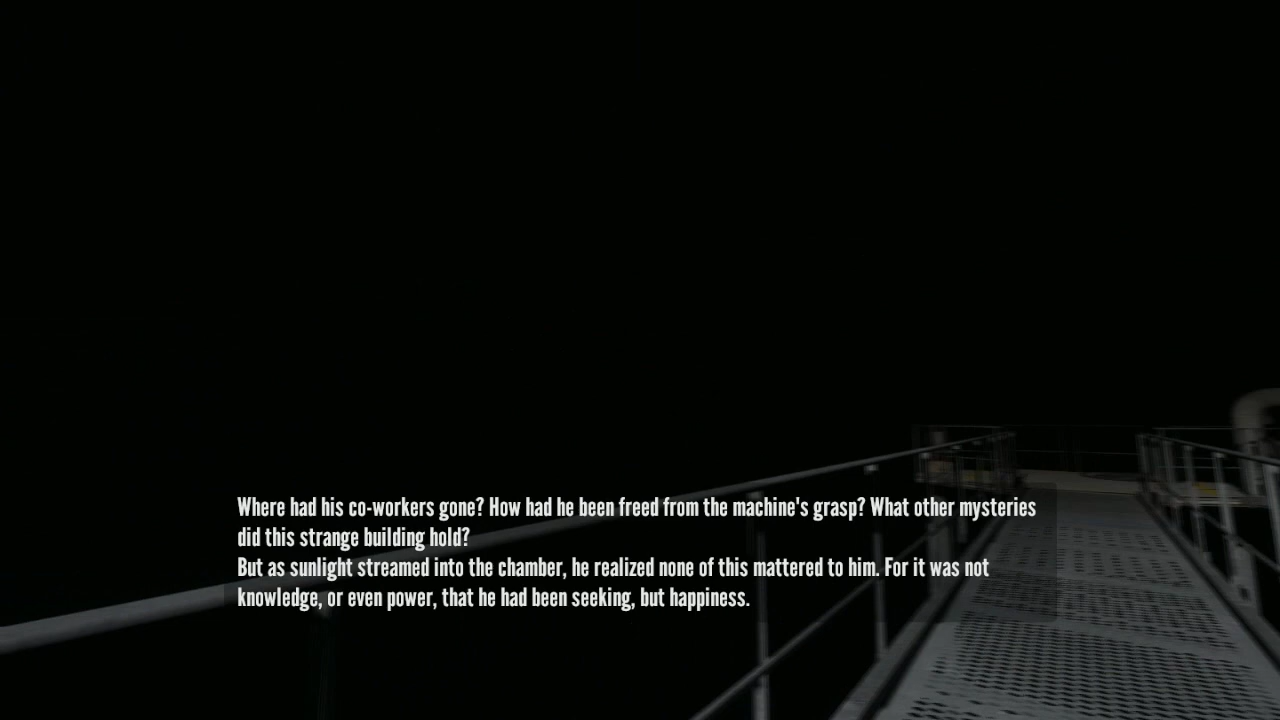 Where had his co-workers gone? How had he been freed from the machine's grasp? What other mysteries
did this strange building hold?
But as sunlight streamed into the chamber, he realized none of this mattered to him. For it was not
knowledge, or even power, that he had been seeking, but happiness.